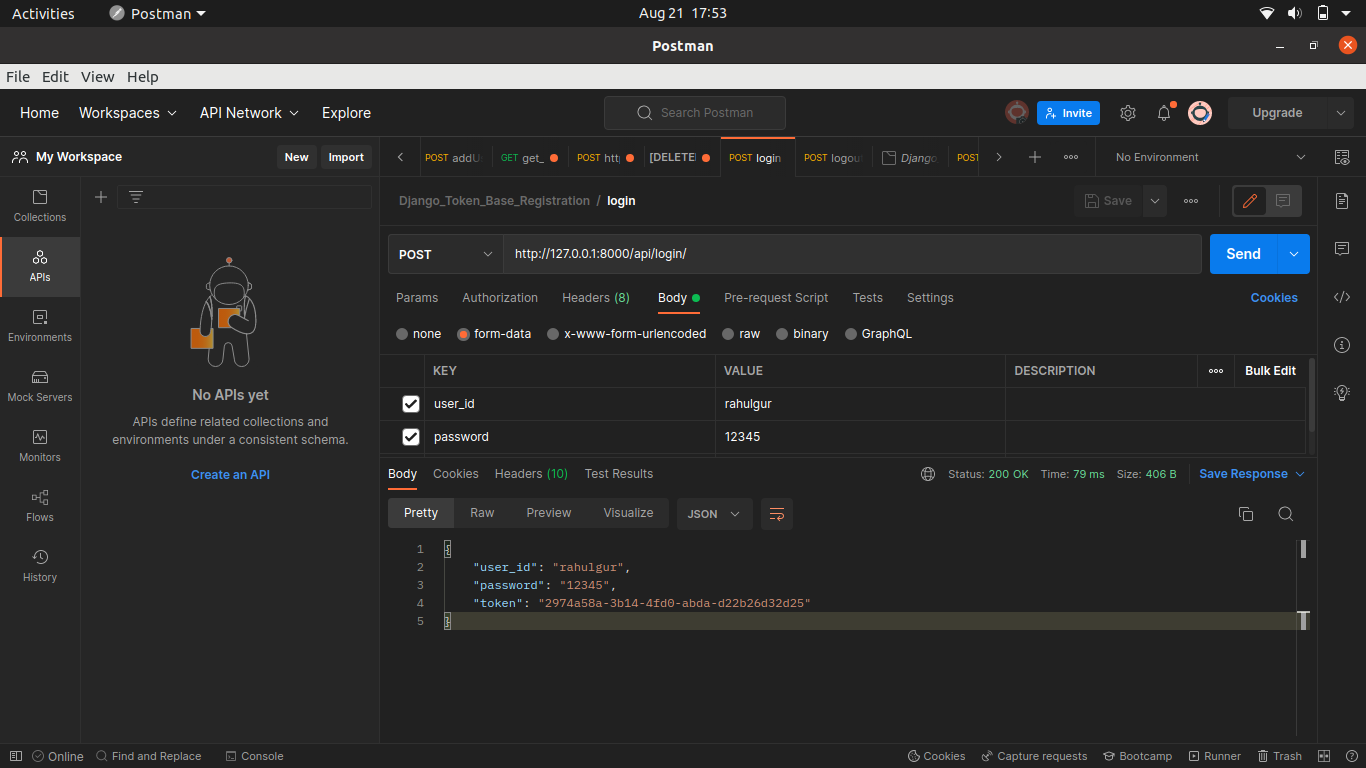 Activities Postman Aug 21 17:53
Postman
File Edit View Help
Home Workspaces API Network Explore Search Postman Invite Upgrade
My Workspace New Import
POST addU GET get_ POST htt [DELETE POST login POST logou Django POST No Environment
Collections
APIs
Environments
Mock Servers
Monitors
Flows
History
No APIs yet
APIs define related collections and
environments under a consistent schema.
Create an API
Django_Token_Base_Registration / login Save
POST http://127.0.0.1:8000/api/login/ Send
Params Authorization Headers (8) Body Pre-request Script Tests Settings Cookies
none form-data x-www-form-urlencoded raw binary GraphQL
KEY VALUE DESCRIPTION Bulk Edit
user_id rahulgur
password 12345
Body Cookies Headers (10) Test Results Status: 200 OK Time: 79 ms Size: 406 B Save Response
Pretty Raw Preview Visualize JSON
1 {
2 "user_id": "rahulgur",
3 "password": "12345",
4 "token": "2974a58a-3b14-4fd0-abda-d22b26d32d25"
5 }
Online Find and Replace Console Cookies Capture requests Bootcamp Runner Trash